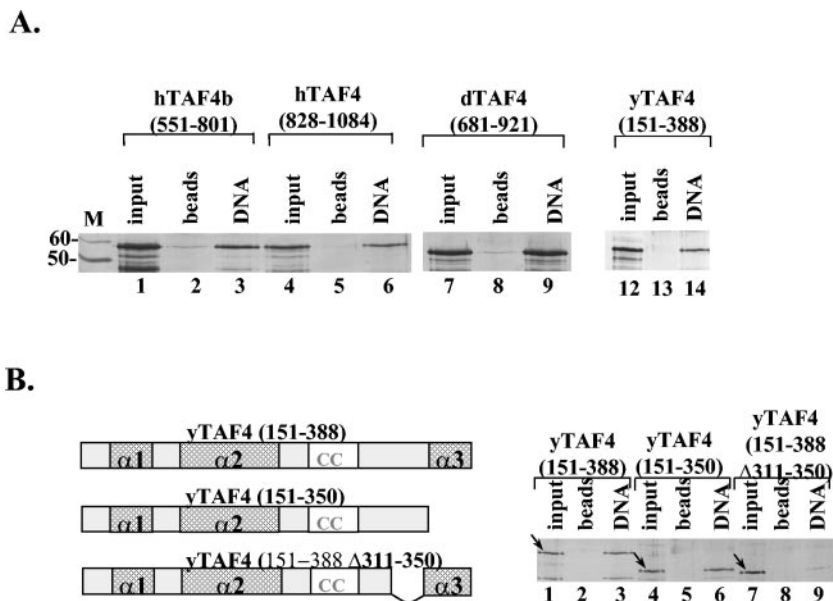 A.
hTAF4b hTAF4 dTAF4 yTAF4
(551-801) (828-1084) (681-921) (151-388)
M input beads DNA input beads DNA input beads DNA input beads DNA
60-
50-
1 2 3 4 5 6 7 8 9 12 13 14
B.
yTAF4 (151-388)
α1 α2 CC α3
yTAF4 (151-350)
α1 α2 CC
yTAF4 (151-388 Δ311-350)
α1 α2 CC α3
yTAF4 yTAF4 yTAF4
(151-388) (151-350) (151-388
Δ311-350)
input beads DNA input beads DNA input beads DNA
1 2 3 4 5 6 7 8 9